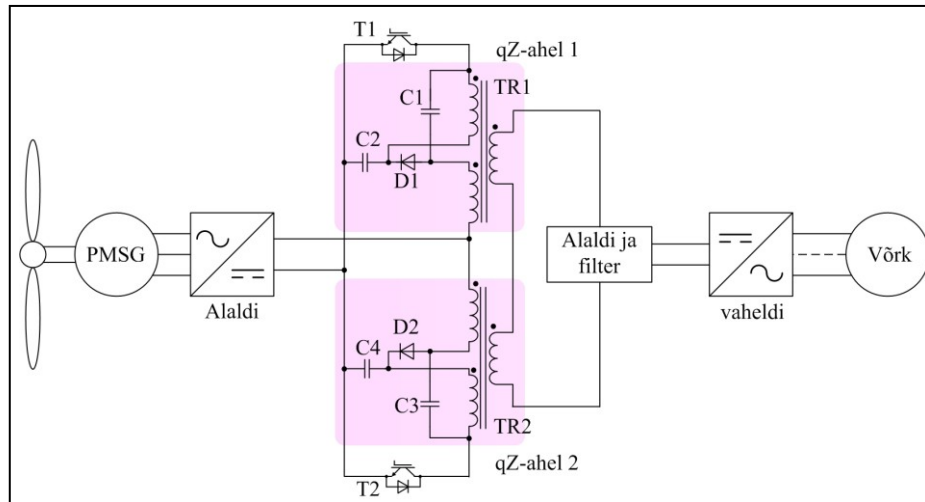 T1
qZ-ahel 1
TR1
C1
C2
D1
PMSG
Alaldi
Alaldi ja
filter
vaheldi
Võrk
D2
C4
C3
TR2
qZ-ahel 2
T2